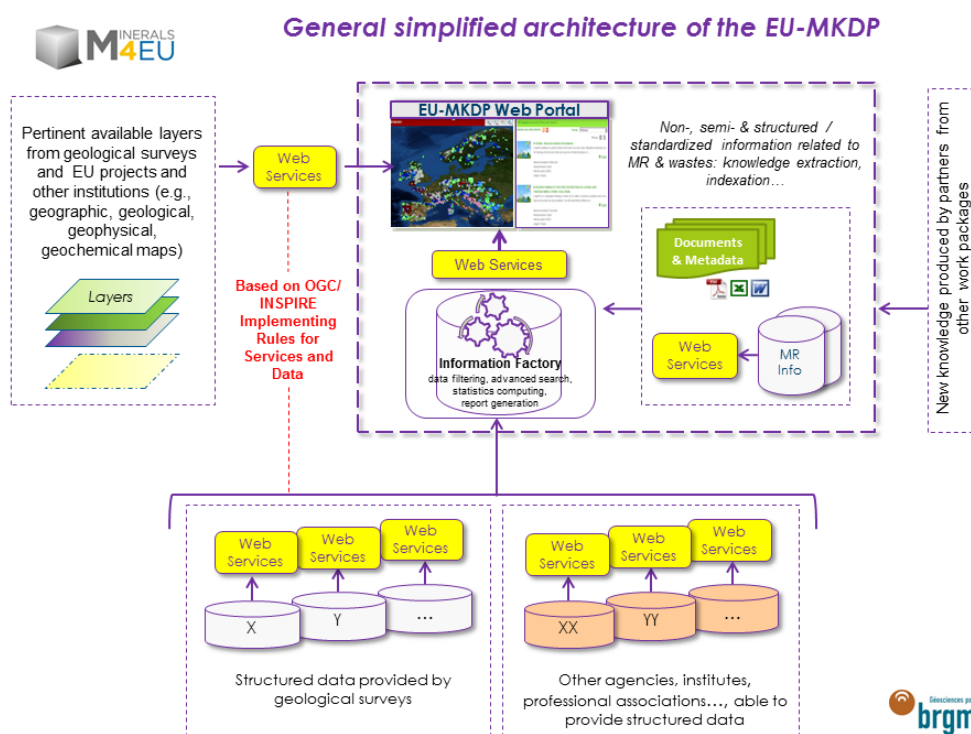 General simplified architecture of the EU-MKDP
MINERALS
M4EU
Pertinent available layers
from geological surveys
and EU projects and
other institutions (e.g.,
geographic, geological,
geophysical,
geochemical maps)
Layers
Web
Services
Based on OGC/
INSPIRE
Implementing
Rules for
Services and
Data
EU-MKDP Web Portal
Web Services
Information Factory
data filtering, advanced search,
statistics computing,
report generation
Non-, semi- & structured /
standardized information related to
MR & wastes: knowledge extraction,
indexation…
Documents
& Metadata
PDF
X
W
Web
Services
MR
Info
New knowledge produced by partners from
other work packages
Web
Services
Web
Services
Web
Services
X
Y
…
Structured data provided by
geological surveys
Web
Services
Web
Services
Web
Services
XX
YY
…
Other agencies, institutes,
professional associations…, able to
provide structured data
Géosciences po
brgm